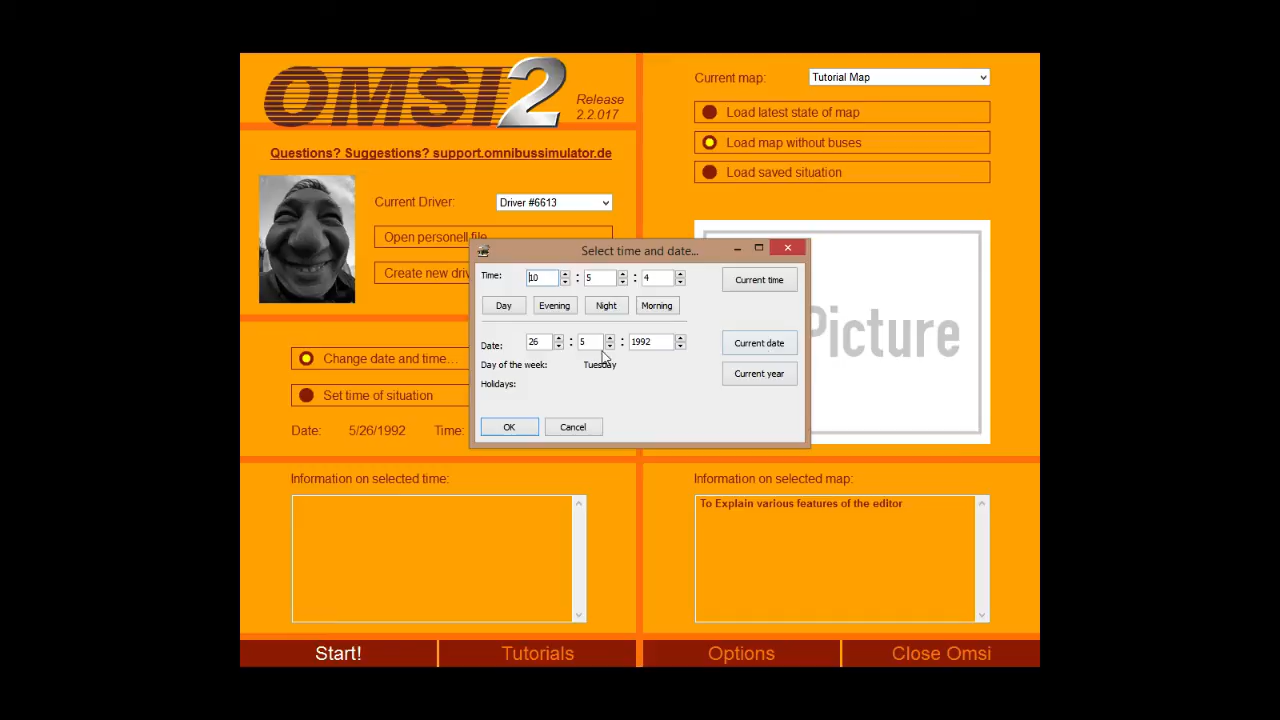 OMSI 2
Release
2.2.017
Questions? Suggestions? support.omnibussimulator.de
Current Driver:
Driver #6613
Open personell file
Create new driv
Change date and time...
Set time of situation
Date:
5/26/1992
Time:
Information on selected time:
Current map:
Tutorial Map
Load latest state of map
Load map without buses
Load saved situation
Picture
Information on selected map:
To Explain various features of the editor
Select time and date...
Time:
10 : 5 : 4
Current time
Day
Evening
Night
Morning
Date:
26 : 5 : 1992
Current date
Day of the week:
Tuesday
Current year
Holidays:
OK
Cancel
Start!
Tutorials
Options
Close Omsi